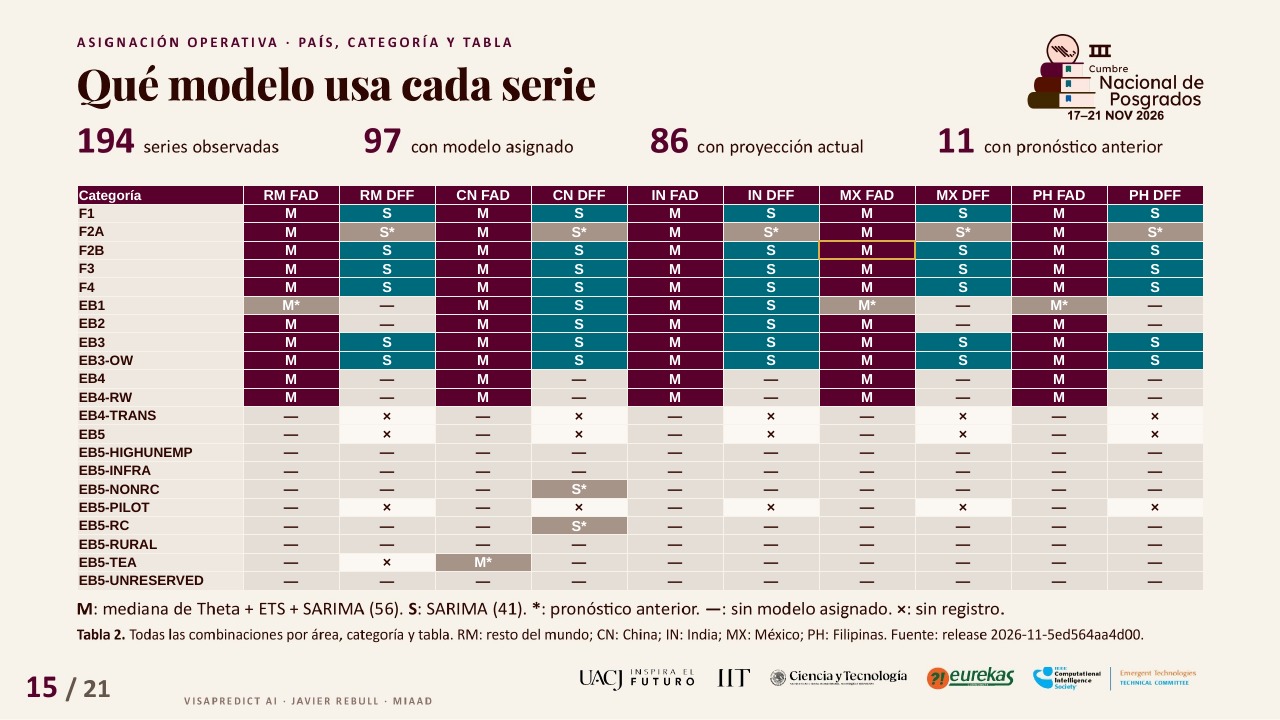 ASIGNACIÓN OPERATIVA · PAÍS, CATEGORÍA Y TABLA
Qué modelo usa cada serie
III
Cumbre
Nacional de
Posgrados
17–21 NOV 2026
194 series observadas 97 con modelo asignado 86 con proyección actual 11 con pronóstico anterior
Categoría RM FAD RM DFF CN FAD CN DFF IN FAD IN DFF MX FAD MX DFF PH FAD PH DFF
F1 M S M S M S M S M S
F2A M S* M S* M S* M S* M S*
F2B M S M S M S M S M S
F3 M S M S M S M S M S
F4 M S M S M S M S M S
EB1 M* — M S M S M* — M* —
EB2 M — M S M S M — M —
EB3 M S M S M S M S M S
EB3-OW M S M S M S M S M S
EB4 M — M — M — M — M —
EB4-RW M — M — M — M — M —
EB4-TRANS — × — × — × — × — ×
EB5 — × — × — × — × — ×
EB5-HIGHUNEMP — — — — — — — — — —
EB5-INFRA — — — — — — — — — —
EB5-NONRC — — — S* — — — — — —
EB5-PILOT — × — × — × — × — ×
EB5-RC — — — S* — — — — — —
EB5-RURAL — — — — — — — — — —
EB5-TEA — × M* — — — — — — —
EB5-UNRESERVED — — — — — — — — — —
M: mediana de Theta + ETS + SARIMA (56). S: SARIMA (41). *: pronóstico anterior. —: sin modelo asignado. ×: sin registro.
Tabla 2. Todas las combinaciones por área, categoría y tabla. RM: resto del mundo; CN: China; IN: India; MX: México; PH: Filipinas. Fuente: release 2026-11-5ed564aa4d00.
15 / 21
VISAPREDICT AI · JAVIER REBULL · MIAAD
UACJ INSPIRA EL FUTURO
IIT
Ciencia y Tecnología
?! eurekas
IEEE Computational Intelligence Society
Emergent Technologies
TECHNICAL COMMITTEE